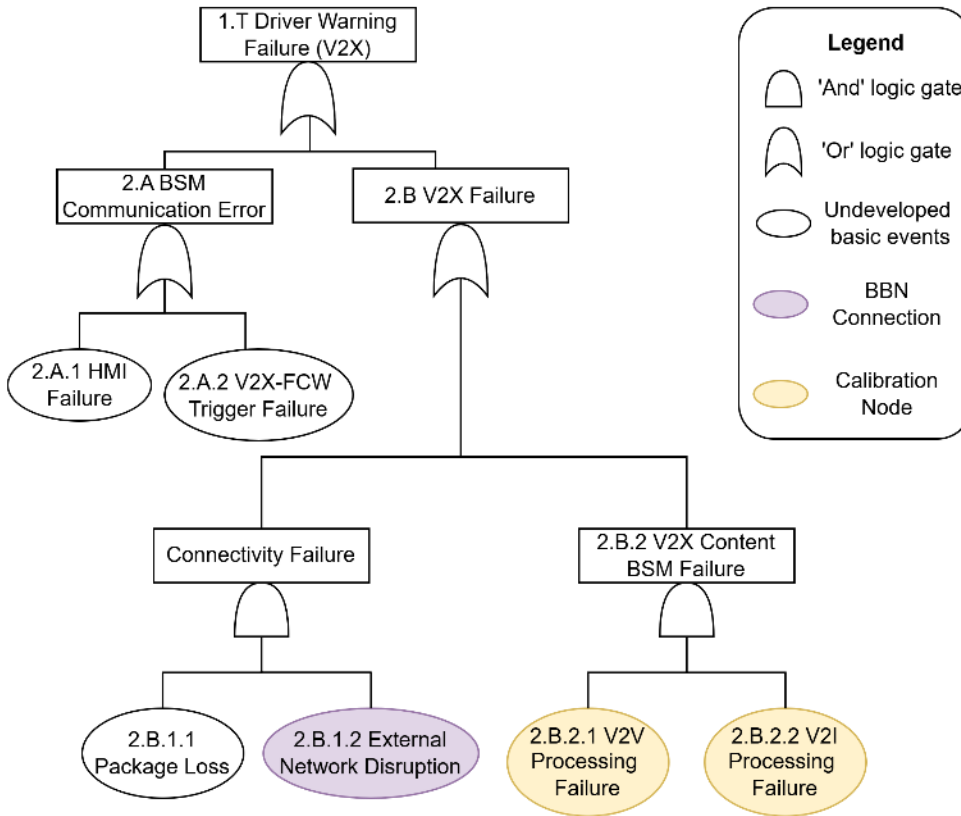 1.T Driver Warning
Failure (V2X)
2.A BSM
Communication Error
2.B V2X Failure
2.A.1 HMI
Failure
2.A.2 V2X-FCW
Trigger Failure
Connectivity Failure
2.B.2 V2X Content
BSM Failure
2.B.1.1
Package Loss
2.B.1.2 External
Network Disruption
2.B.2.1 V2V
Processing
Failure
2.B.2.2 V2I
Processing
Failure
Legend
'And' logic gate
'Or' logic gate
Undeveloped
basic events
BBN
Connection
Calibration
Node